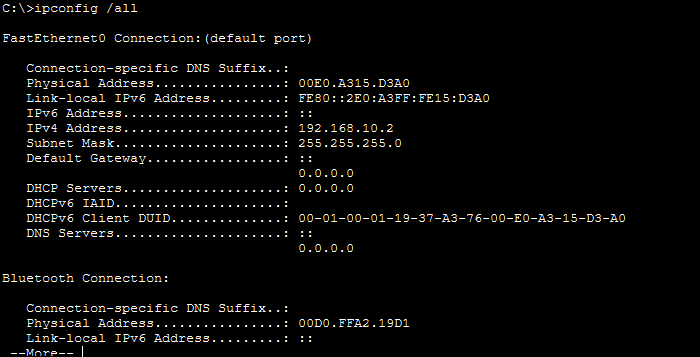 C:\>ipconfig /all
FastEthernet0 Connection:(default port)
Connection-specific DNS Suffix..:
Physical Address................: 00E0.A315.D3A0
Link-local IPv6 Address.........: FE80::2E0:A3FF:FE15:D3A0
IPv6 Address....................: ::
IPv4 Address....................: 192.168.10.2
Subnet Mask.....................: 255.255.255.0
Default Gateway.................: ::
0.0.0.0
DHCP Servers....................: 0.0.0.0
DHCPv6 IAID.....................:
DHCPv6 Client DUID..............: 00-01-00-01-19-37-A3-76-00-E0-A3-15-D3-A0
DNS Servers.....................: ::
0.0.0.0
Bluetooth Connection:
Connection-specific DNS Suffix..:
Physical Address................: 00D0.FFA2.19D1
Link-local IPv6 Address.........: ::
--More--